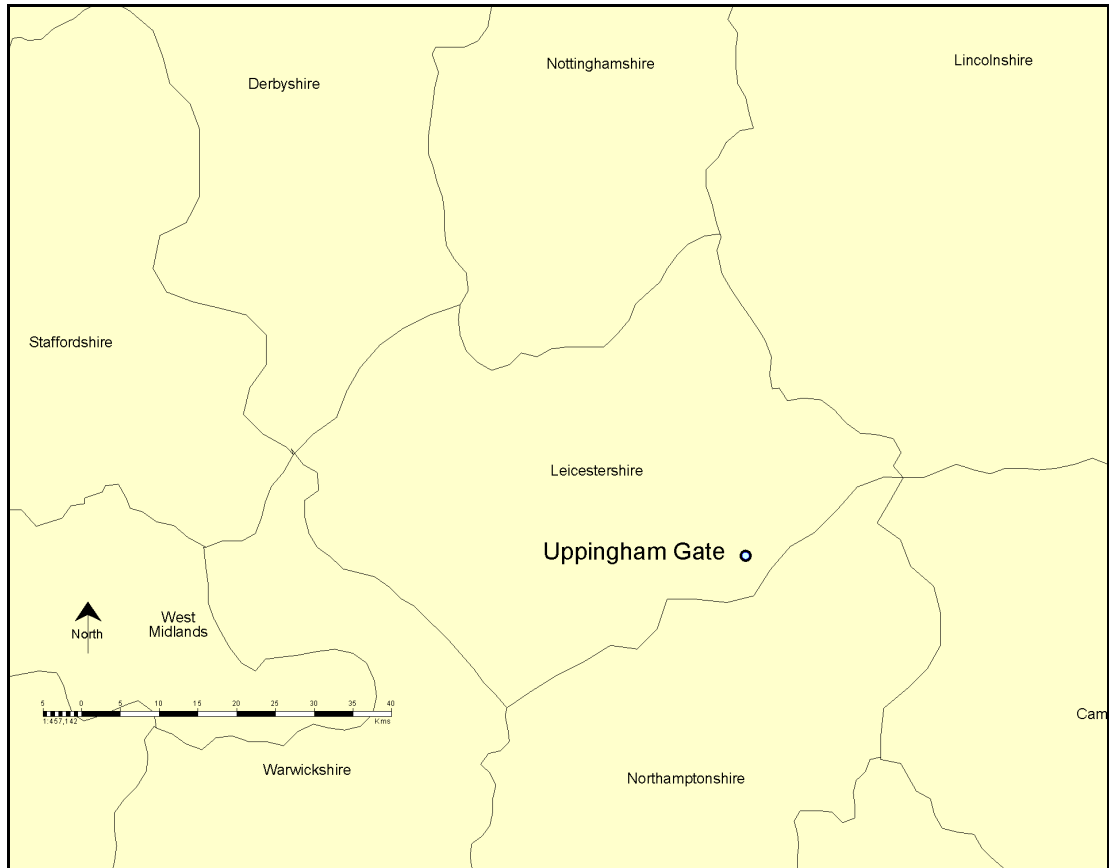 Lincolnshire
Nottinghamshire
Derbyshire
Staffordshire
Leicestershire
Uppingham Gate
West
Midlands
North
5 0 5 10 15 20 25 30 35 40
1:457,142 Kms
Cam
Warwickshire
Northamptonshire